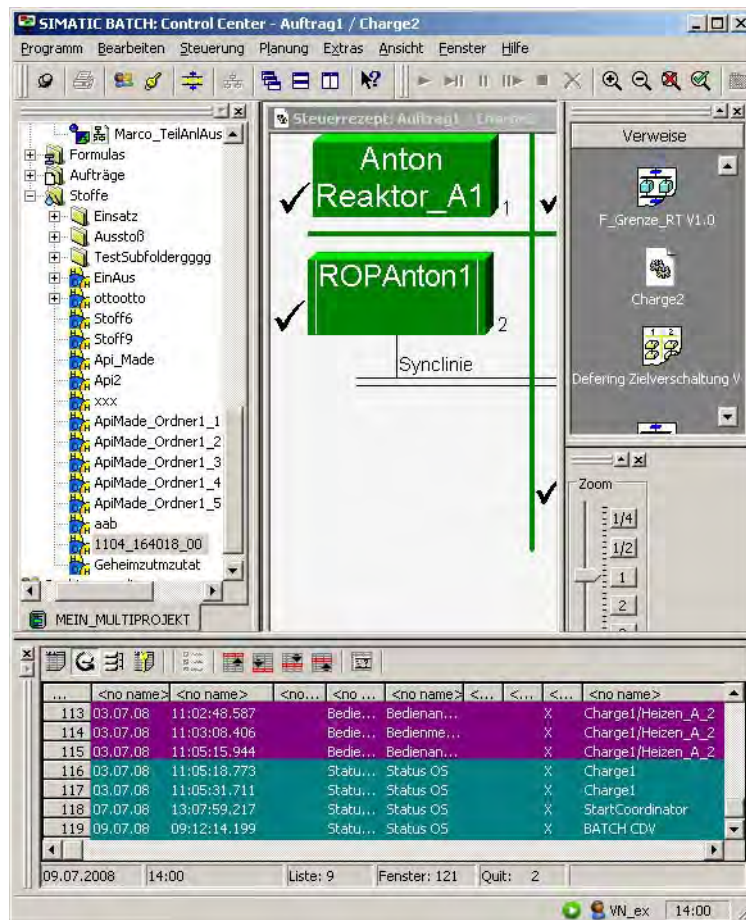 SIMATIC BATCH: Control Center - Auftrag1 / Charge2
Programm Bearbeiten Steuerung Planung Extras Ansicht Fenster Hilfe
Marco_TeilAnlAus
Formulas
Aufträge
Stoffe
Einsatz
Ausstoß
TestSubfoldergggg
EinAus
ottootto
Stoff6
Stoff9
Api_Made
Api2
xxx
ApiMade_Ordner1_1
ApiMade_Ordner1_2
ApiMade_Ordner1_3
ApiMade_Ordner1_4
ApiMade_Ordner1_5
aab
1104_164018_00
Geheimzutmzutat
MEIN_MULTIPROJEKT
Steuerrezept: Auftrag1 / Charge2
Anton
Reaktor_A1
1
ROPAnton1
2
Synclinie
Verweise
F_Grenze_RT V1.0
Charge2
1 2
Defering Zielverschaltung V
Zoom
1/4
1/2
1
2
... <no name> <no name> <no... <no ... <no name> <... <... <... <no name>
113 03.07.08 11:02:48.587 Bedie... Bedienan... X Charge1/Heizen_A_2
114 03.07.08 11:03:08.406 Bedie... Bedienme... X Charge1/Heizen_A_2
115 03.07.08 11:05:15.944 Bedie... Bedienan... X Charge1/Heizen_A_2
116 03.07.08 11:05:18.773 Statu... Status OS X Charge1
117 03.07.08 11:05:31.711 Statu... Status OS X Charge1
118 07.07.08 13:07:59.217 Statu... Status OS X StartCoordinator
119 09.07.08 09:12:14.199 Statu... Status OS X BATCH CDV
09.07.2008 14:00 Liste: 9 Fenster: 121 Quit: 2
VN_ex 14:00